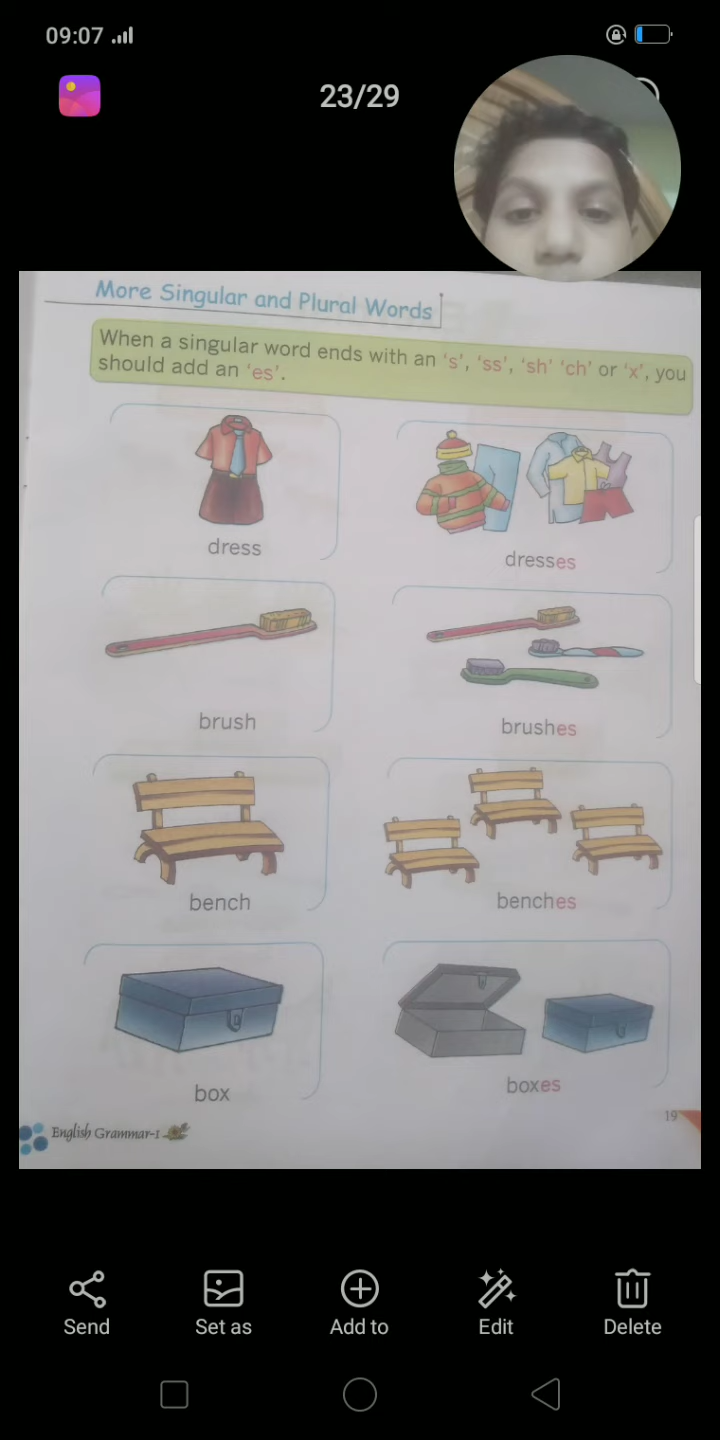 09:07
23/29
More Singular and Plural Words
When a singular word ends with an 's', 'ss', 'sh' 'ch' or 'x', you
should add an 'es'.
dress
dresses
brush
brushes
bench
benches
box
boxes
19
English Grammar-1
Send
Set as
Add to
Edit
Delete